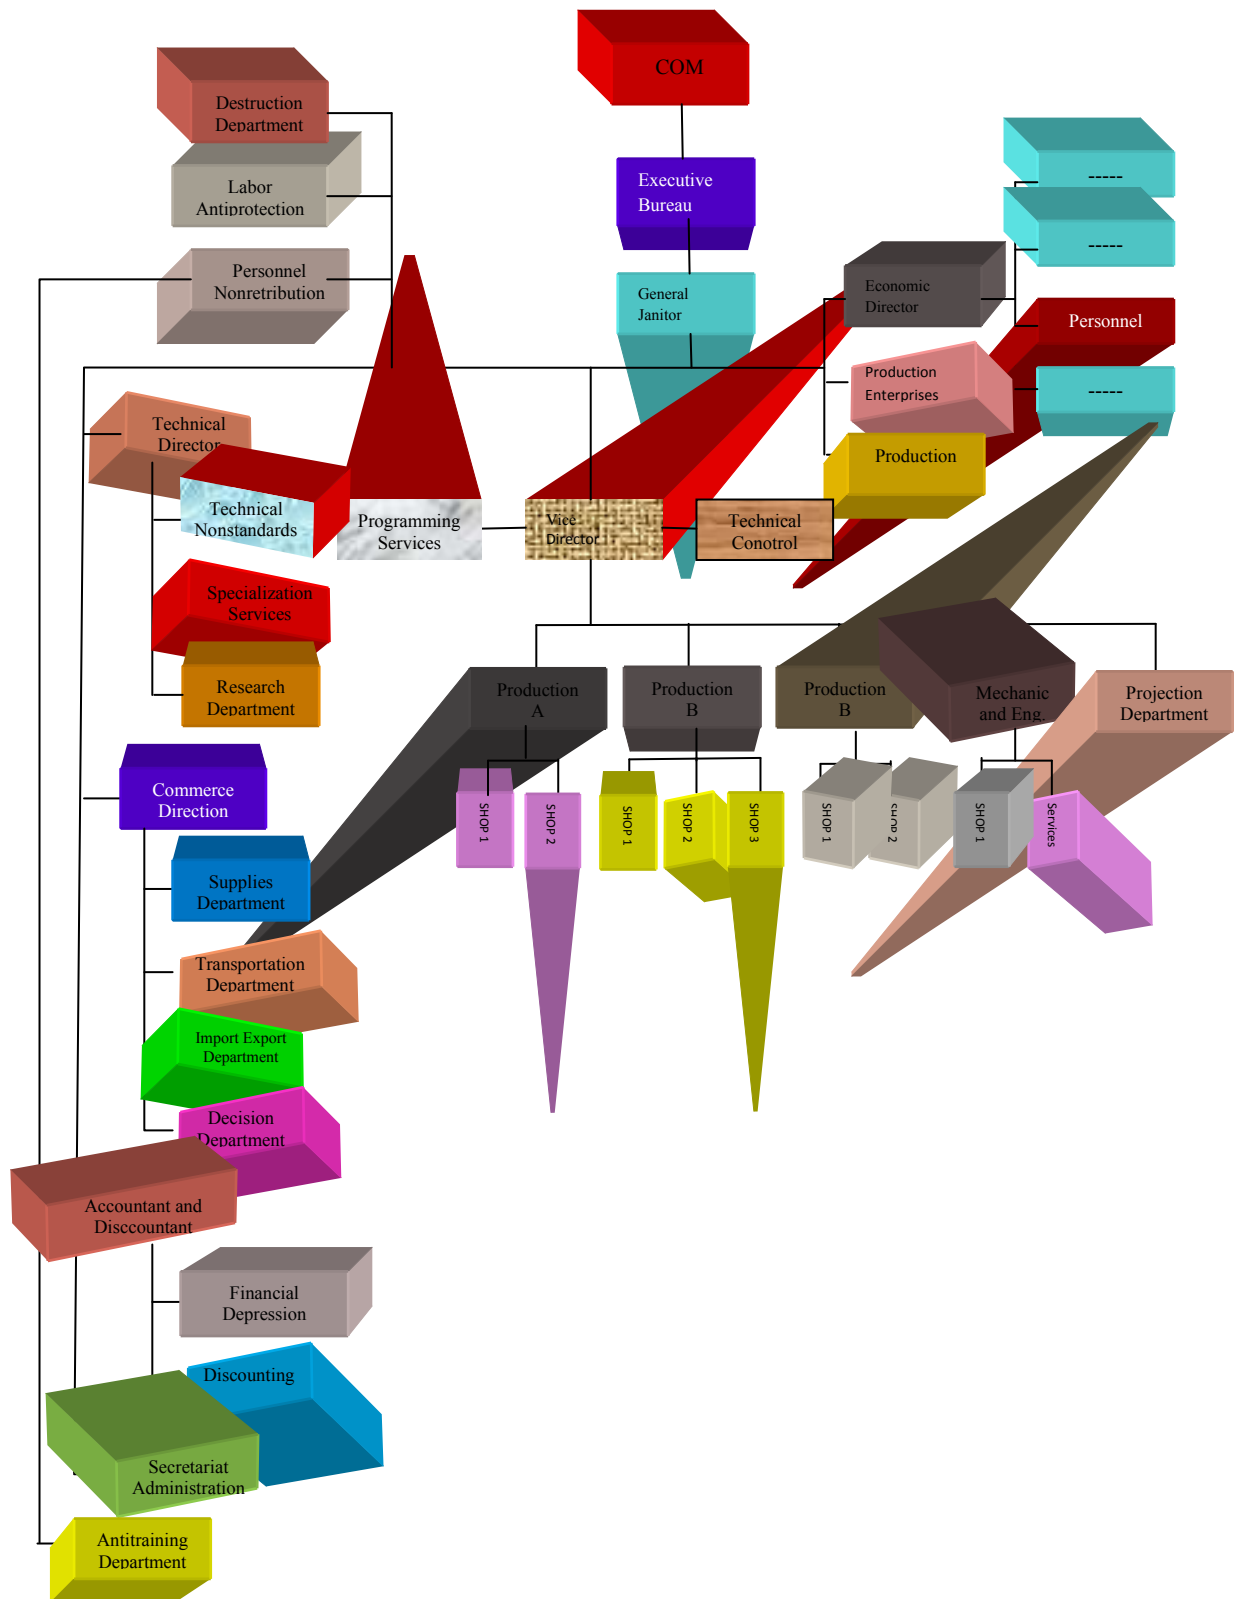 COM
Destruction
Department
Labor
Antiprotection
Personnel
Nonretribution
Executive
Bureau
General
Janitor
Economic
Director
-----
-----
Personnel
Production
Enterprises
-----
Production
Technical
Director
Technical
Nonstandards
Programming
Services
Vice
Director
Technical
Conotrol
Specialization
Services
Research
Department
Production
A
Production
B
Production
B
Mechanic
and Eng.
Projection
Department
SHOP 1
SHOP 2
SHOP 1
SHOP 2
SHOP 3
SHOP 1
SHOP 2
SHOP 1
Services
Commerce
Direction
Supplies
Department
Transportation
Department
Import Export
Department
Decision
Department
Accountant and
Disccountant
Financial
Depression
Discounting
Secretariat
Administration
Antitraining
Department